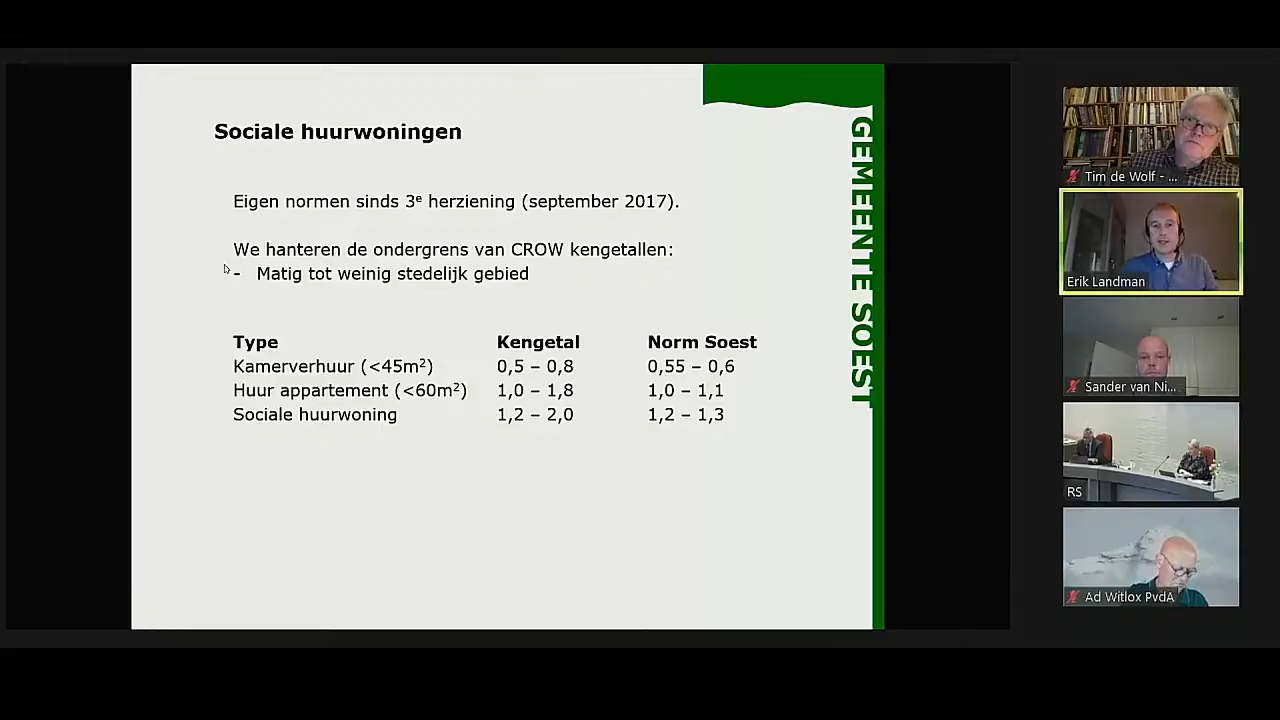 Sociale huurwoningen
Eigen normen sinds 3e herziening (september 2017).
We hanteren de ondergrens van CROW kengetallen:
- Matig tot weinig stedelijk gebied
Type Kengetal Norm Soest
Kamerverhuur (<45m²) 0,5 – 0,8 0,55 – 0,6
Huur appartement (<60m²) 1,0 – 1,8 1,0 – 1,1
Sociale huurwoning 1,2 – 2,0 1,2 – 1,3
GEMEENTE SOEST
Tim de Wolf - ...
Erik Landman
Sander van Ni...
RS
Ad Witlox PvdA